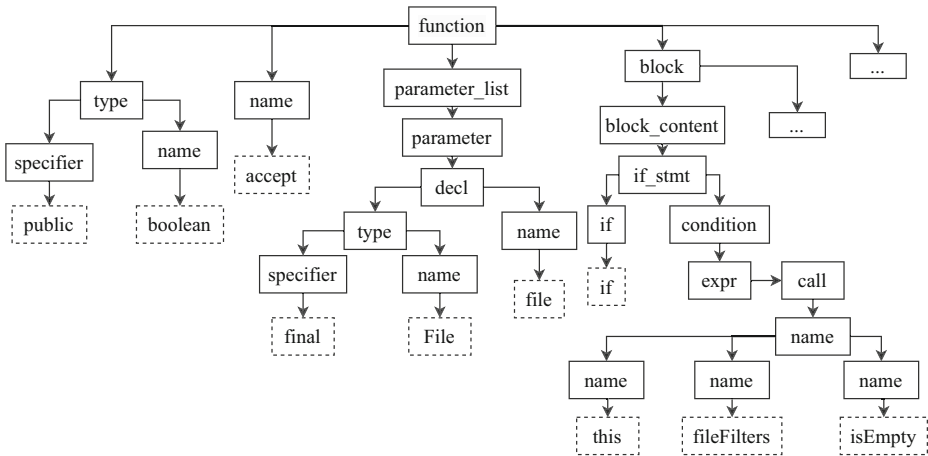 function
type
name
parameter_list
block
...
specifier
name
accept
parameter
block_content
...
public
boolean
decl
if_stmt
type
name
if
condition
specifier
name
file
if
expr
call
final
File
name
name
name
name
this
fileFilters
isEmpty